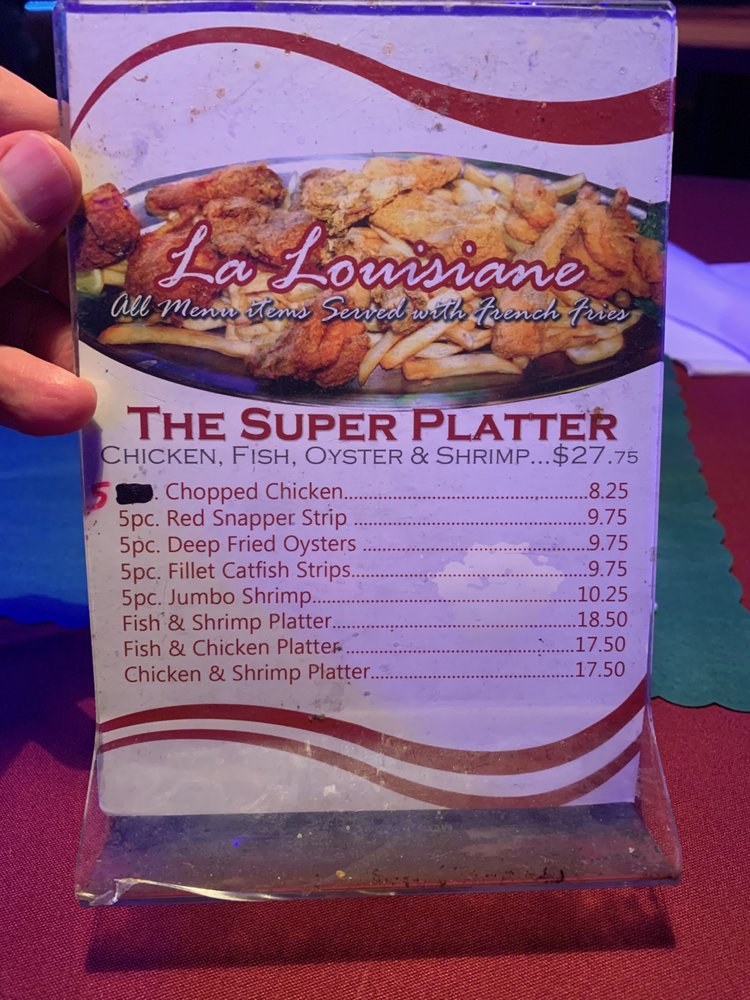 La Louisiane
All Menu items Served with French Fries
THE SUPER PLATTER
CHICKEN, FISH, OYSTER & SHRIMP...$27.75
5 . Chopped Chicken..........................................................8.25
5pc. Red Snapper Strip .........................................................9.75
5pc. Deep Fried Oysters ......................................................9.75
5pc. Fillet Catfish Strips........................................................9.75
5pc. Jumbo Shrimp..............................................................10.25
Fish & Shrimp Platter..........................................................18.50
Fish & Chicken Platter .......................................................17.50
Chicken & Shrimp Platter.................................................17.50